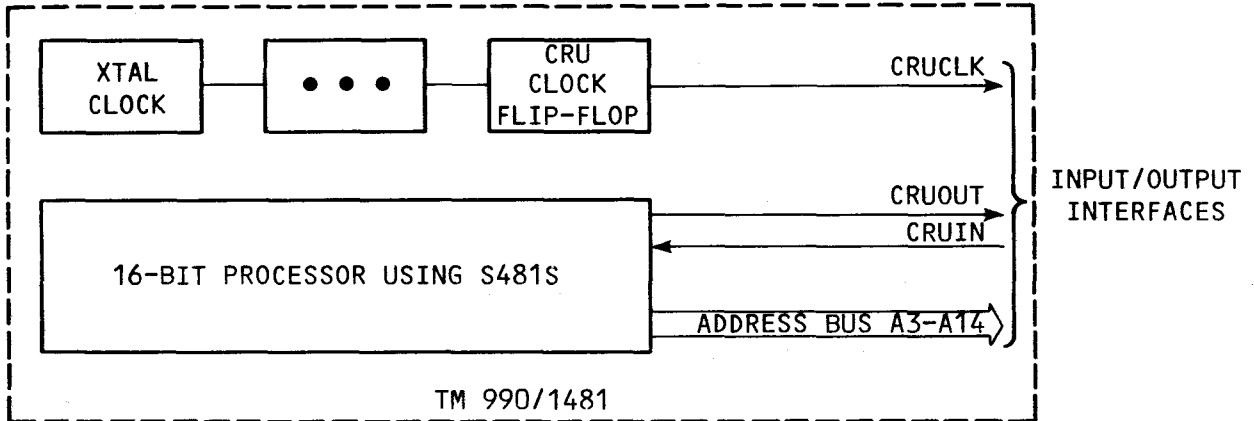 XTAL
CLOCK
• • •
CRU
CLOCK
FLIP-FLOP
CRUCLK
CRUOUT
CRUIN
16-BIT PROCESSOR USING S481S
ADDRESS BUS A3-A14
INPUT/OUTPUT
INTERFACES
TM 990/1481